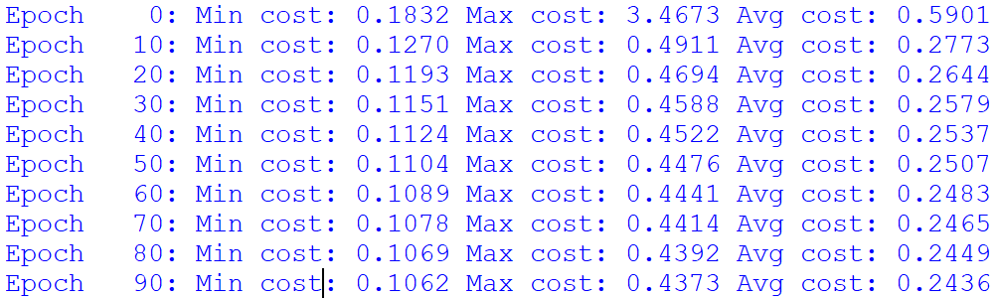 Epoch    0: Min cost: 0.1832 Max cost: 3.4673 Avg cost: 0.5901
Epoch   10: Min cost: 0.1270 Max cost: 0.4911 Avg cost: 0.2773
Epoch   20: Min cost: 0.1193 Max cost: 0.4694 Avg cost: 0.2644
Epoch   30: Min cost: 0.1151 Max cost: 0.4588 Avg cost: 0.2579
Epoch   40: Min cost: 0.1124 Max cost: 0.4522 Avg cost: 0.2537
Epoch   50: Min cost: 0.1104 Max cost: 0.4476 Avg cost: 0.2507
Epoch   60: Min cost: 0.1089 Max cost: 0.4441 Avg cost: 0.2483
Epoch   70: Min cost: 0.1078 Max cost: 0.4414 Avg cost: 0.2465
Epoch   80: Min cost: 0.1069 Max cost: 0.4392 Avg cost: 0.2449
Epoch   90: Min cost: 0.1062 Max cost: 0.4373 Avg cost: 0.2436